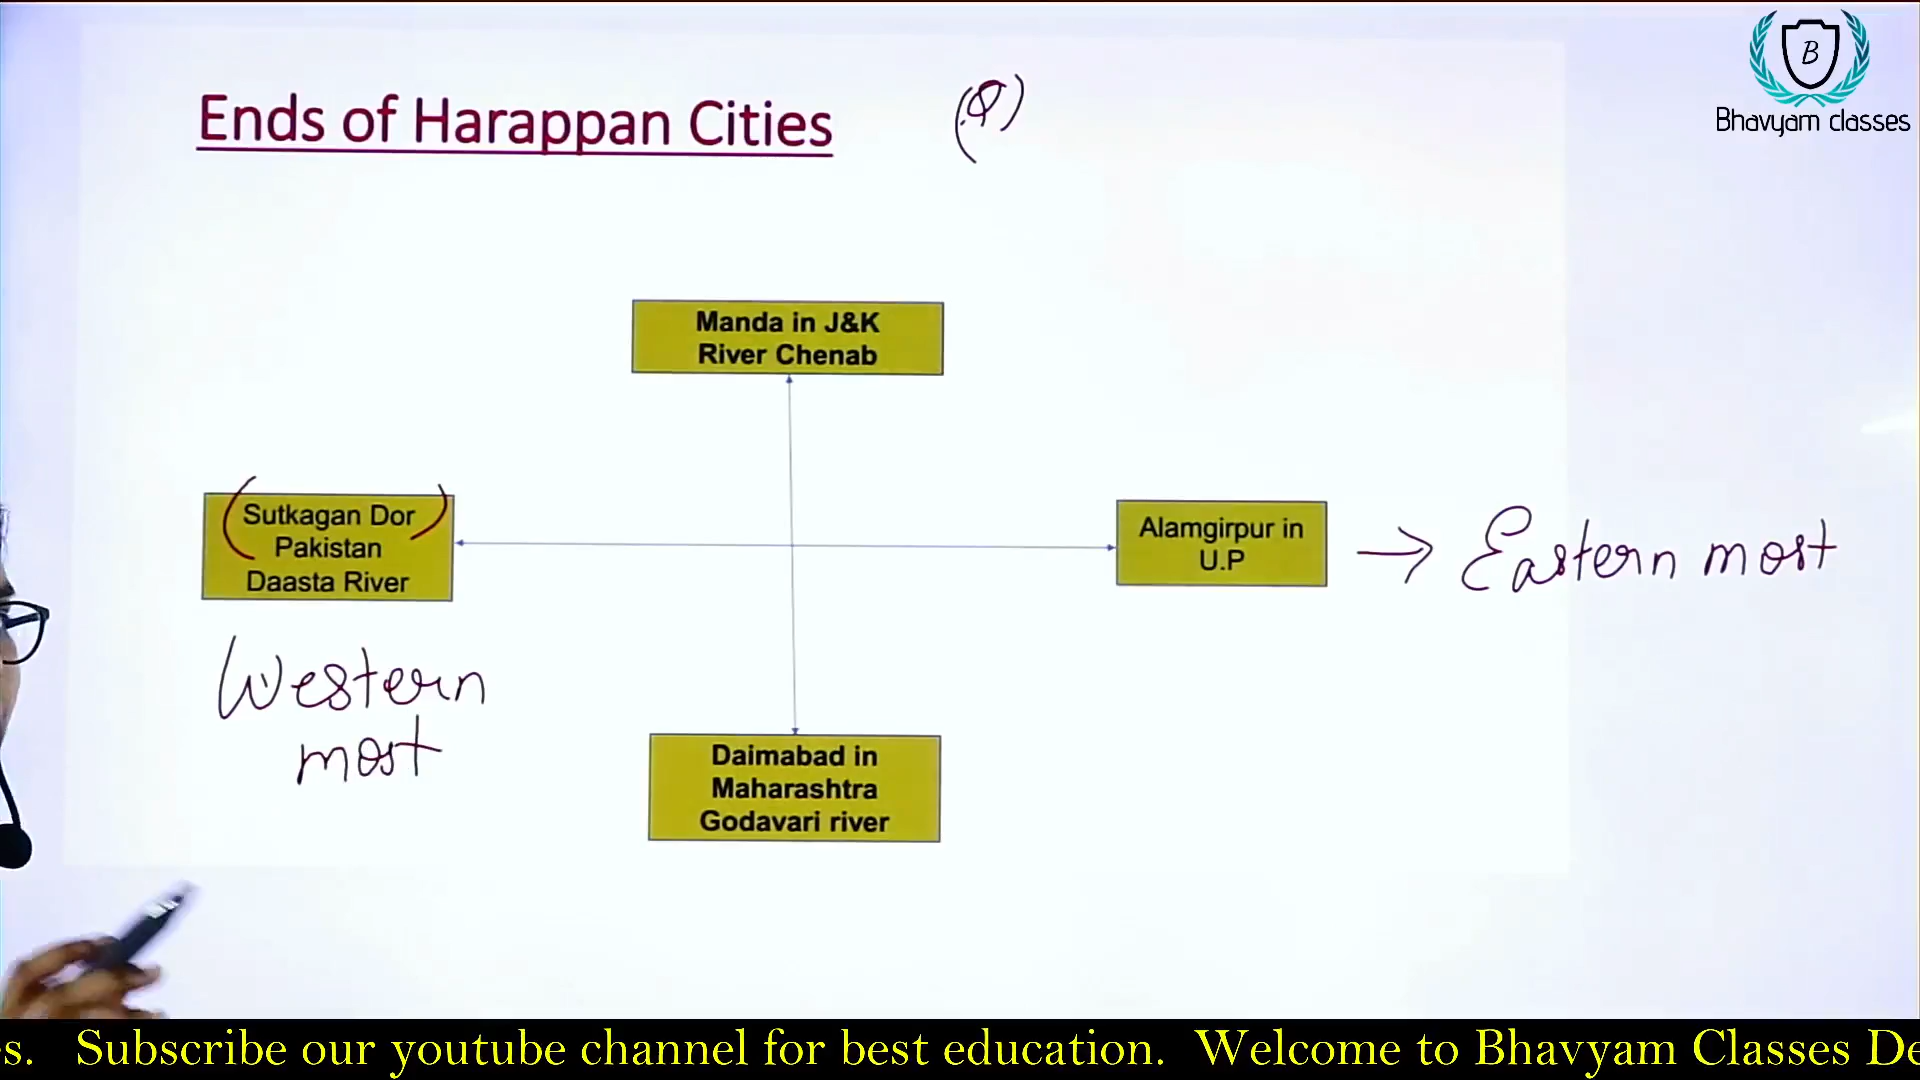 B
Bhavyam classes
Ends of Harappan Cities
(Q)
Manda in J&K
River Chenab
(Sutkagan Dor)
Pakistan
Daasta River
Alamgirpur in
U.P
→ Eastern most
Western
most
Daimabad in
Maharashtra
Godavari river
s. Subscribe our youtube channel for best education. Welcome to Bhavyam Classes De